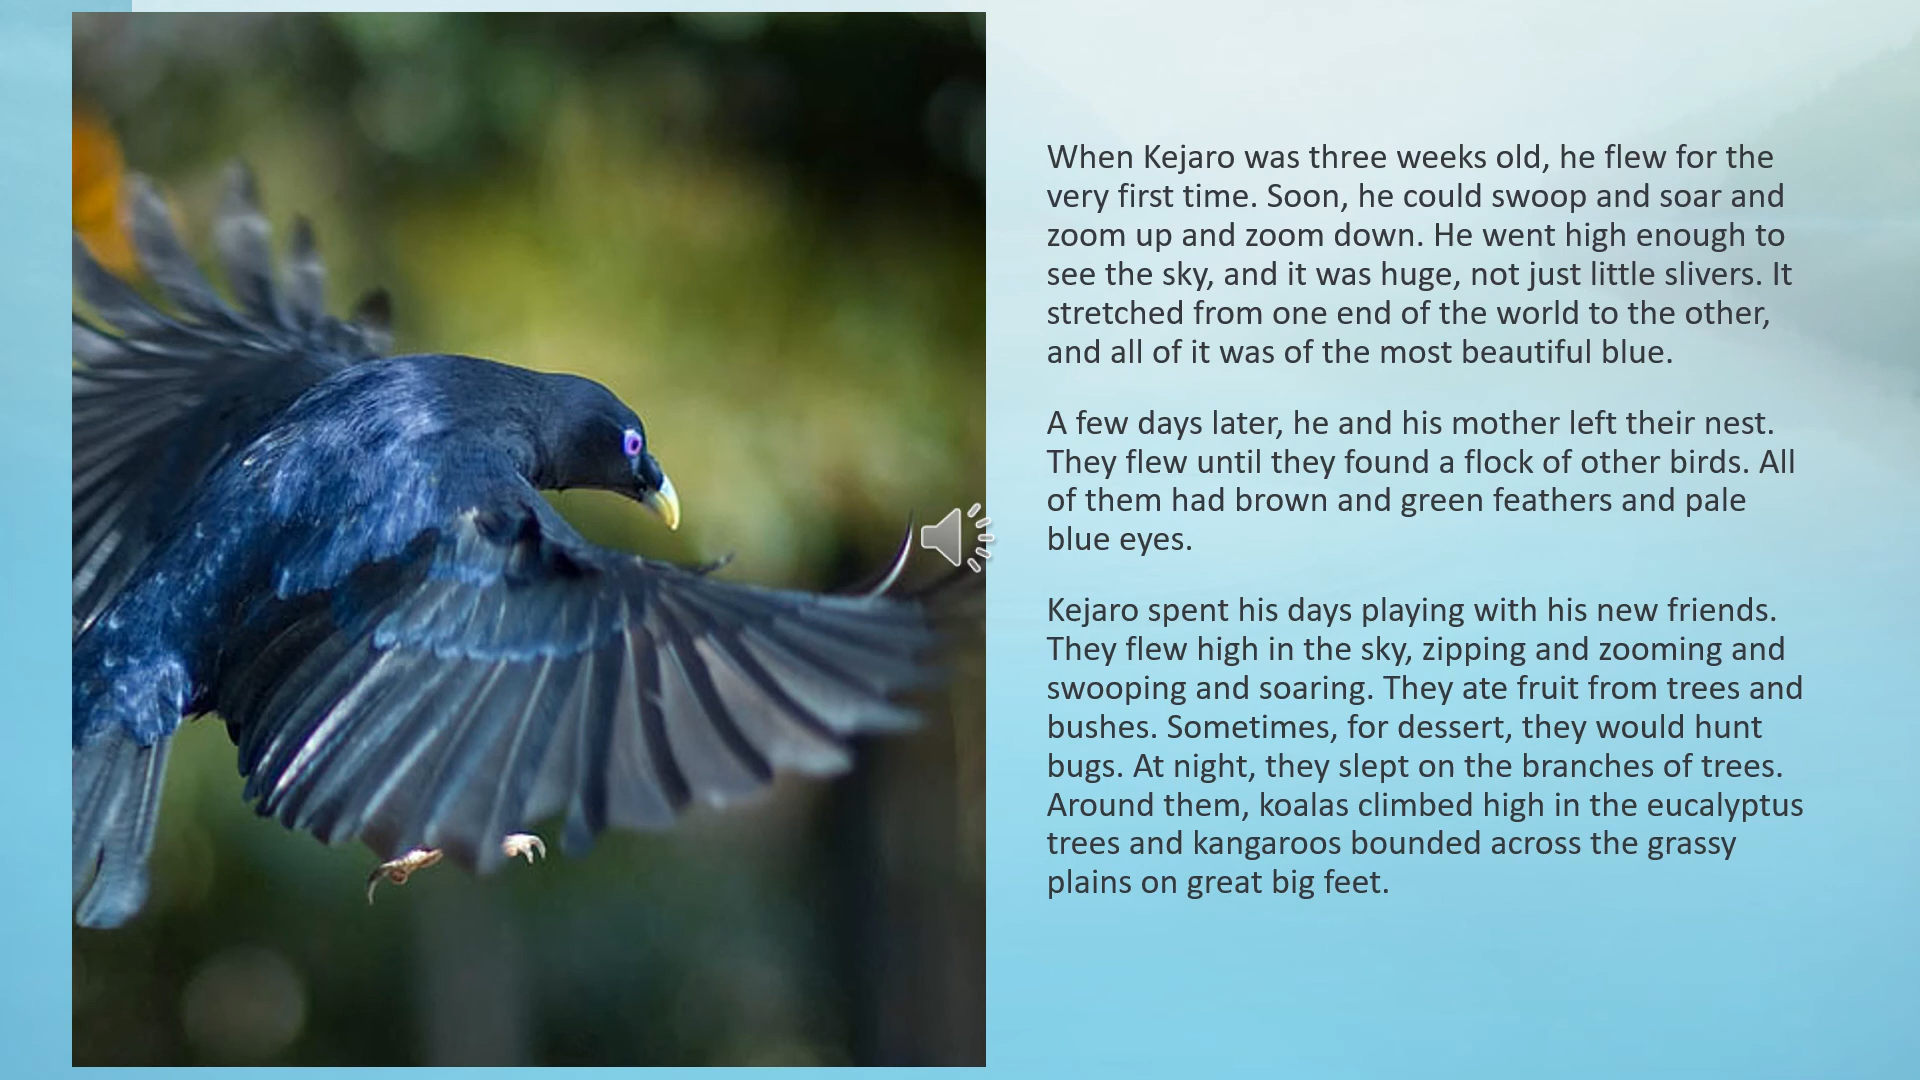 When Kejaro was three weeks old, he flew for the
very first time. Soon, he could swoop and soar and
zoom up and zoom down. He went high enough to
see the sky, and it was huge, not just little slivers. It
stretched from one end of the world to the other,
and all of it was of the most beautiful blue.
A few days later, he and his mother left their nest.
They flew until they found a flock of other birds. All
of them had brown and green feathers and pale
blue eyes.
Kejaro spent his days playing with his new friends.
They flew high in the sky, zipping and zooming and
swooping and soaring. They ate fruit from trees and
bushes. Sometimes, for dessert, they would hunt
bugs. At night, they slept on the branches of trees.
Around them, koalas climbed high in the eucalyptus
trees and kangaroos bounded across the grassy
plains on great big feet.